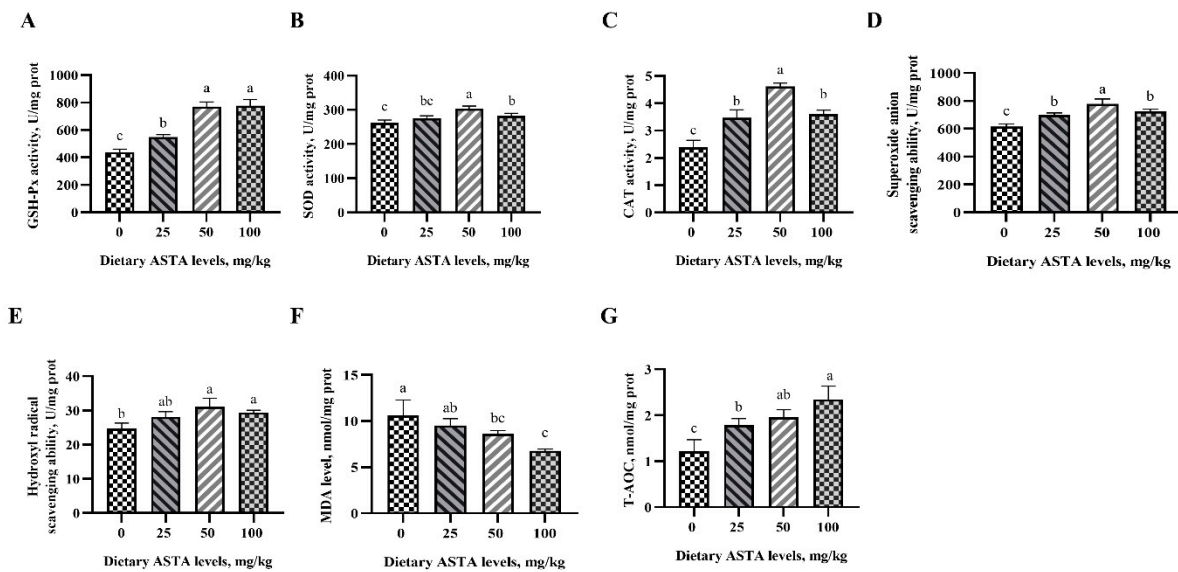 A
GSH-Px activity, U/mg prot
1000
800
600
400
200
0
c
b
a
a
0 25 50 100
Dietary ASTA levels, mg/kg
B
SOD activity, U/mg prot
400
300
200
100
0
c
bc
a
b
0 25 50 100
Dietary ASTA levels, mg/kg
C
CAT activity, U/mg prot
5
4
3
2
1
0
c
b
a
b
0 25 50 100
Dietary ASTA levels, mg/kg
D
Superoxide anion
scavenging ability, U/mg prot
1000
800
600
400
200
0
c
b
a
b
0 25 50 100
Dietary ASTA levels, mg/kg
E
Hydroxyl radical
scavenging ability, U/mg prot
40
30
20
10
0
b
ab
a
a
0 25 50 100
Dietary ASTA levels, mg/kg
F
MDA level, nmol/mg prot
15
10
5
0
a
ab
bc
c
0 25 50 100
Dietary ASTA levels, mg/kg
G
T-AOC, nmol/mg prot
3
2
1
0
c
b
ab
a
0 25 50 100
Dietary ASTA levels, mg/kg